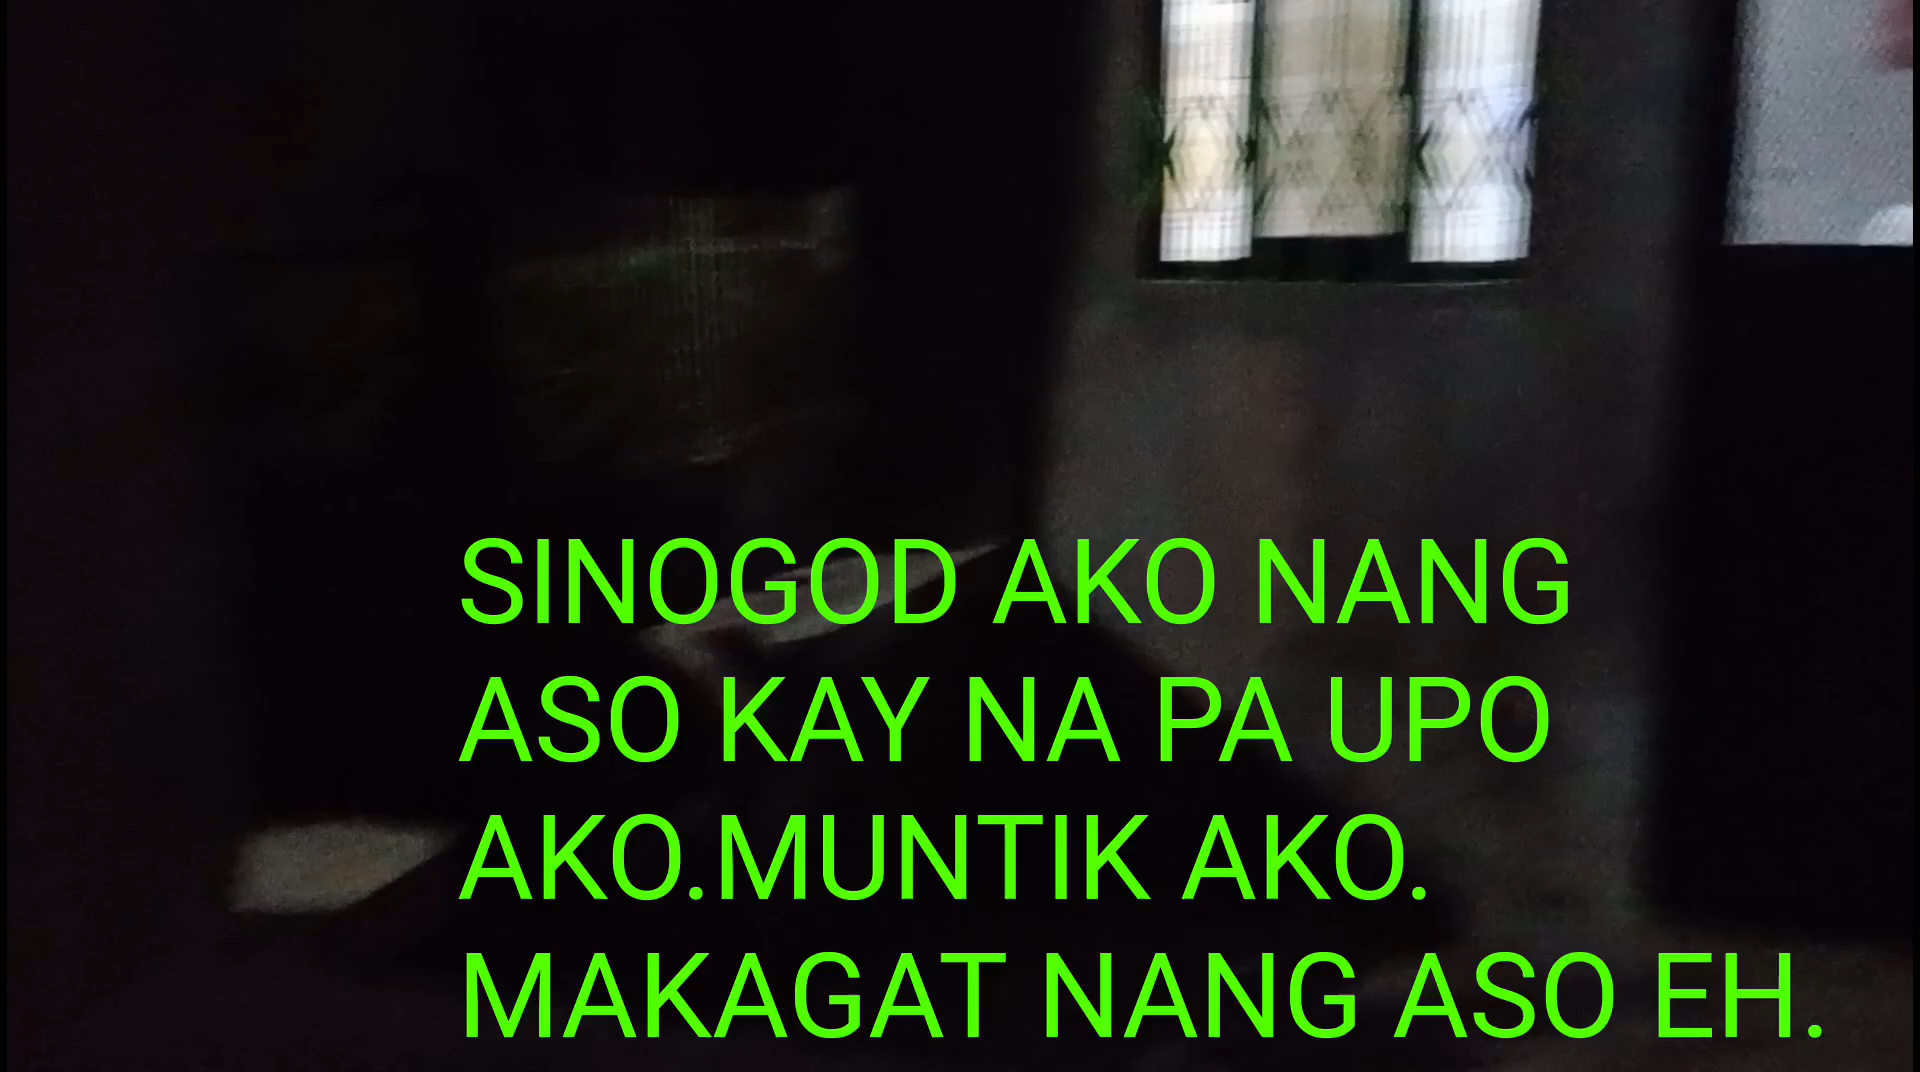 SINOGOD AKO NANG
ASO KAY NA PA UPO
AKO.MUNTIK AKO.
MAKAGAT NANG ASO EH.